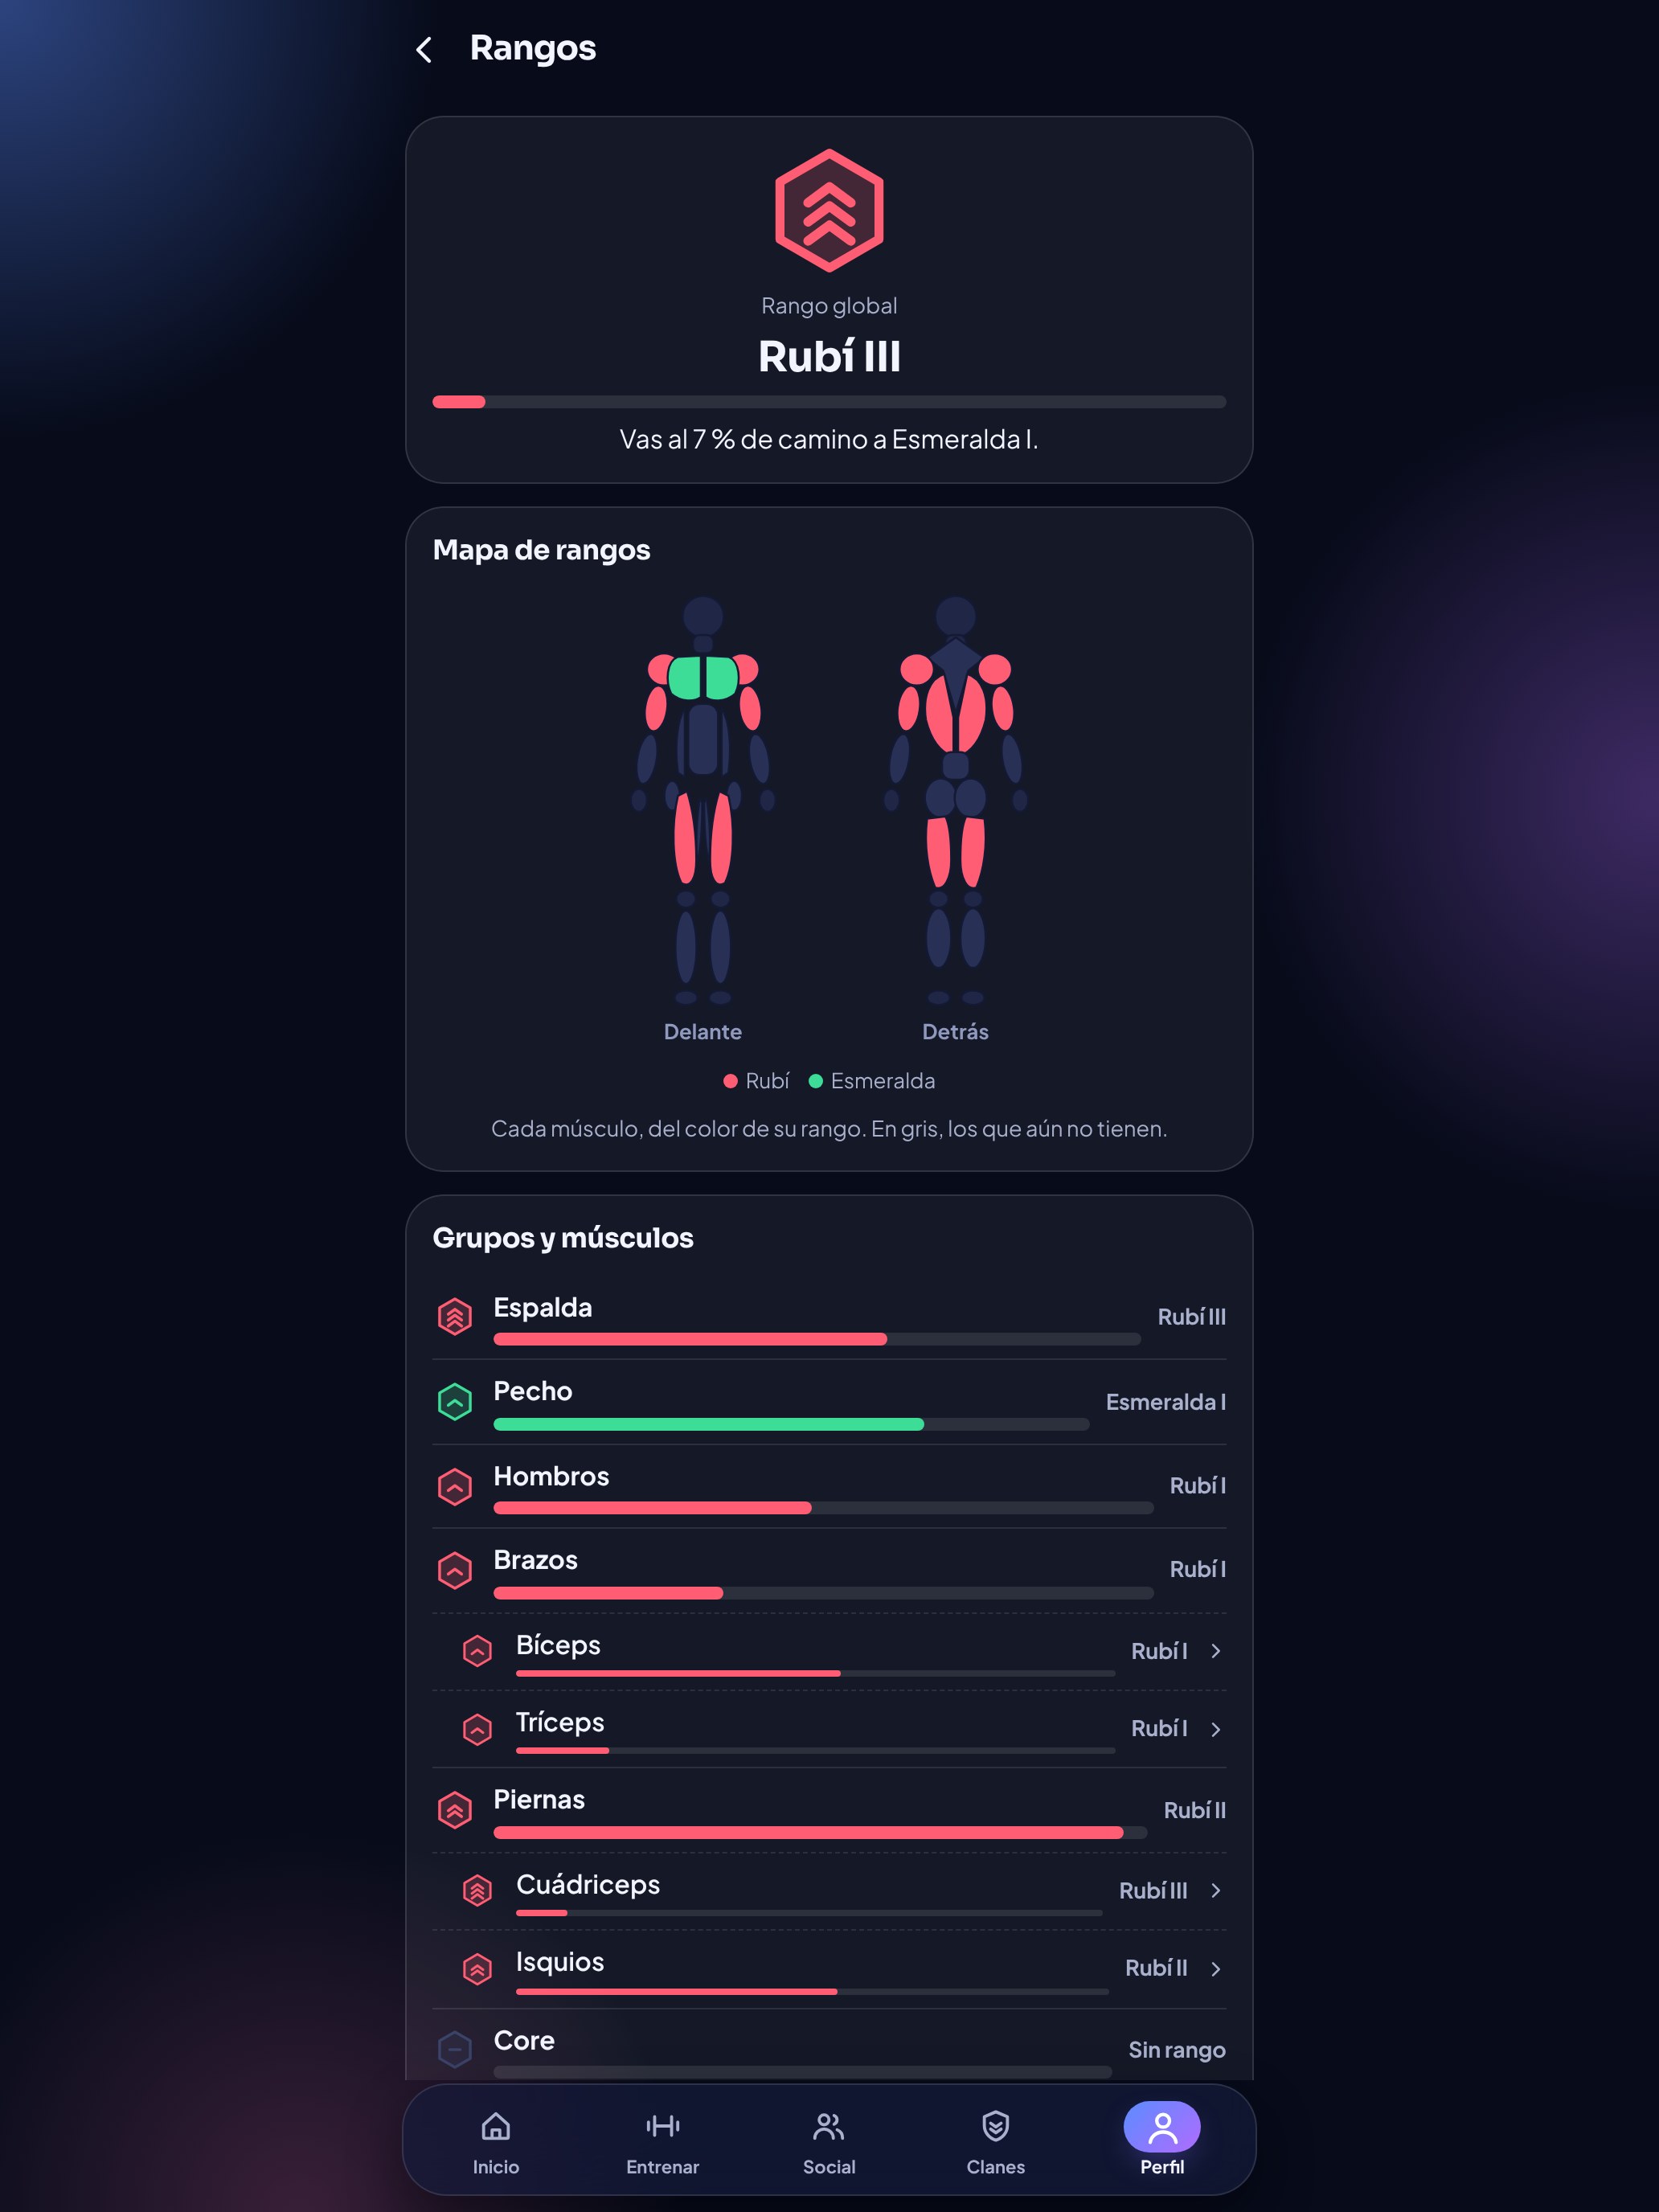 Rangos
Rango global
Rubí III
Vas al 7 % de camino a Esmeralda I.
Mapa de rangos
Delante
Detrás
Rubí
Esmeralda
Cada músculo, del color de su rango. En gris, los que aún no tienen.
Grupos y músculos
Espalda
Rubí III
Pecho
Esmeralda I
Hombros
Rubí I
Brazos
Rubí I
Bíceps
Rubí I
Tríceps
Rubí I
Piernas
Rubí II
Cuádriceps
Rubí III
Isquios
Rubí II
Core
Sin rango
Inicio
Entrenar
Social
Clanes
Perfil